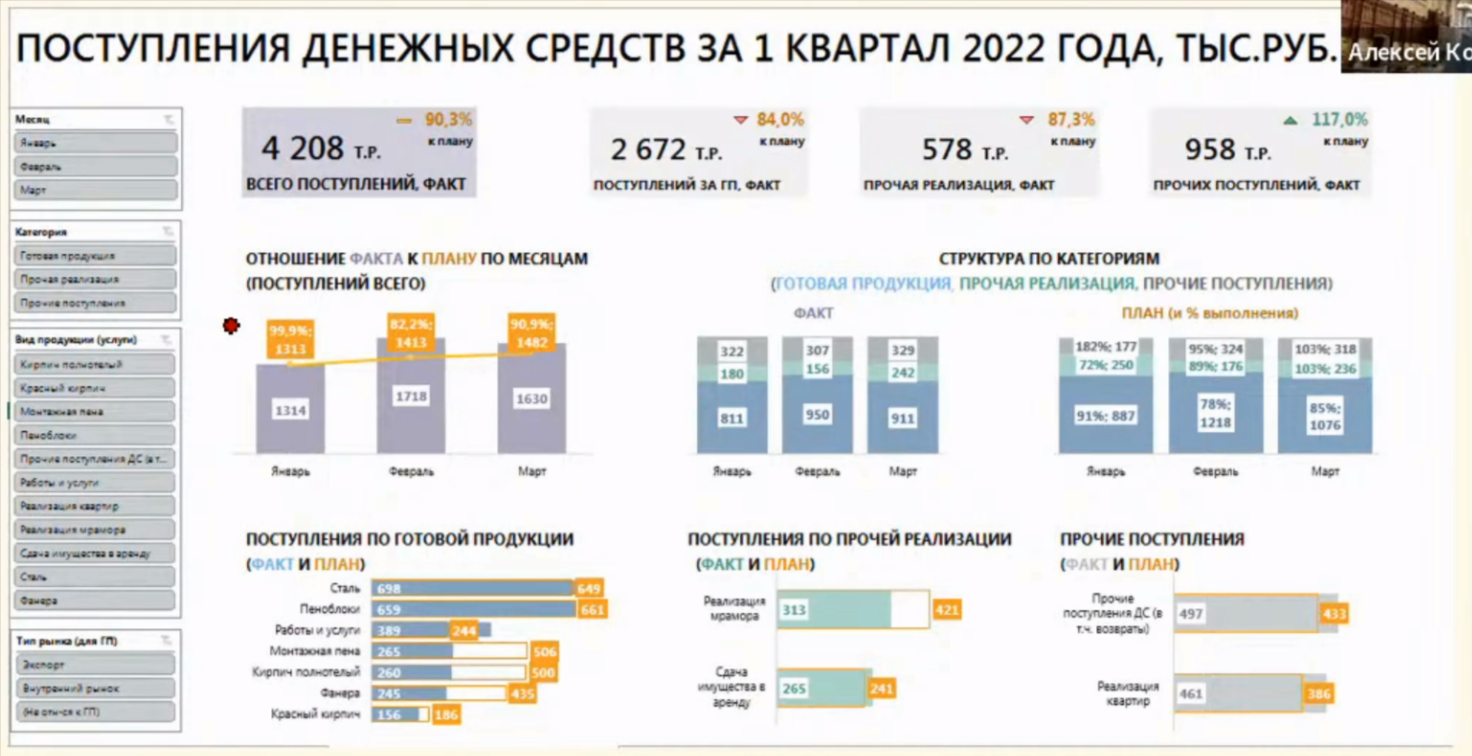 ПОСТУПЛЕНИЯ ДЕНЕЖНЫХ СРЕДСТВ ЗА 1 КВАРТАЛ 2022 ГОДА, ТЫС.РУБ.
Алексей Ко
Месяц
Январь
Февраль
Март
Категория
Готовая продукция
Прочая реализация
Прочие поступления
Вид продукции (услуги)
Кирпич полнотелый
Красный кирпич
Монтажная пена
Пеноблоки
Прочие поступления ДС (в т...
Работы и услуги
Реализация квартир
Реализация мрамора
Сдача имущества в аренду
Сталь
Фанера
Тип рынка (для ГП)
Экспорт
Внутренний рынок
(Не относ к ГП)
90,3%
к плану
4 208 Т.Р.
ВСЕГО ПОСТУПЛЕНИЙ, ФАКТ
84,0%
к плану
2 672 Т.Р.
ПОСТУПЛЕНИЙ ЗА ГП, ФАКТ
87,3%
к плану
578 Т.Р.
ПРОЧАЯ РЕАЛИЗАЦИЯ, ФАКТ
117,0%
к плану
958 Т.Р.
ПРОЧИХ ПОСТУПЛЕНИЙ, ФАКТ
ОТНОШЕНИЕ ФАКТА К ПЛАНУ ПО МЕСЯЦАМ
(ПОСТУПЛЕНИЙ ВСЕГО)
99,9%;
1313
82,2%;
1413
90,9%;
1482
1314
1718
1630
Январь
Февраль
Март
СТРУКТУРА ПО КАТЕГОРИЯМ
(ГОТОВАЯ ПРОДУКЦИЯ, ПРОЧАЯ РЕАЛИЗАЦИЯ, ПРОЧИЕ ПОСТУПЛЕНИЯ)
ФАКТ
322
307
329
180
156
242
811
950
911
Январь
Февраль
Март
ПЛАН (и % выполнения)
182%; 177
95%; 324
103%; 318
72%; 250
89%; 176
103%; 236
91%; 887
78%;
1218
85%;
1076
Январь
Февраль
Март
ПОСТУПЛЕНИЯ ПО ГОТОВОЙ ПРОДУКЦИИ
(ФАКТ И ПЛАН)
Сталь 698 649
Пеноблоки 659 661
Работы и услуги 389 244
Монтажная пена 265 506
Кирпич полнотелый 260 500
Фанера 245 435
Красный кирпич 156 186
ПОСТУПЛЕНИЯ ПО ПРОЧЕЙ РЕАЛИЗАЦИИ
(ФАКТ И ПЛАН)
Реализация
мрамора
313
421
Сдача
имущества в
аренду
265
241
ПРОЧИЕ ПОСТУПЛЕНИЯ
(ФАКТ И ПЛАН)
Прочие
поступления ДС (в
т.ч. возвраты)
497
433
Реализация
квартир
461
386